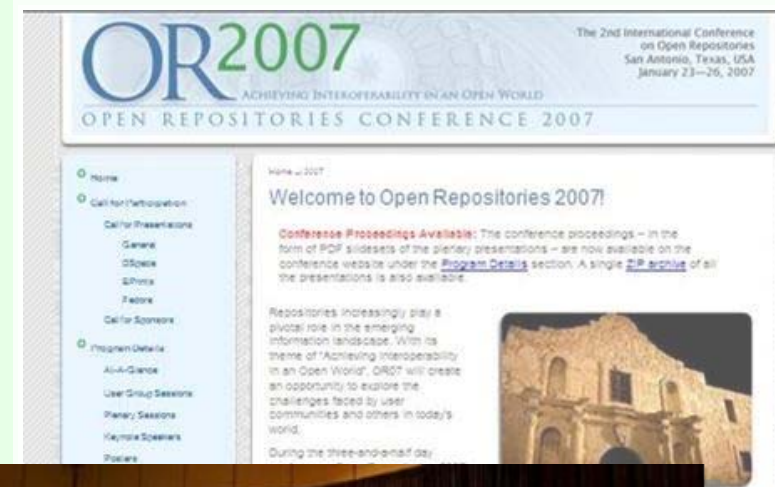 OR2007
ACHIEVING INTEROPERABILITY IN AN OPEN WORLD
OPEN REPOSITORIES CONFERENCE 2007
The 2nd International Conference
on Open Repositories
San Antonio, Texas, USA
January 23—26, 2007
Home
Call for Participation
Call for Presentations
General
DSpace
EPrints
Fedora
Call for Sponsors
Program Details
At-A-Glance
User Group Sessions
Plenary Sessions
Keynote Speakers
Posters
Home → 2007
Welcome to Open Repositories 2007!
Conference Proceedings Available: The conference proceedings – in the
form of PDF slidesets of the plenary presentations – are now available on the
conference website under the Program Details section. A single ZIP archive of all
the presentations is also available.
Repositories increasingly play a
pivotal role in the emerging
information landscape. With its
theme of "Achieving Interoperability
in an Open World", OR07 will create
an opportunity to explore the
challenges faced by user
communities and others in today's
world.
During the three-and-a-half day